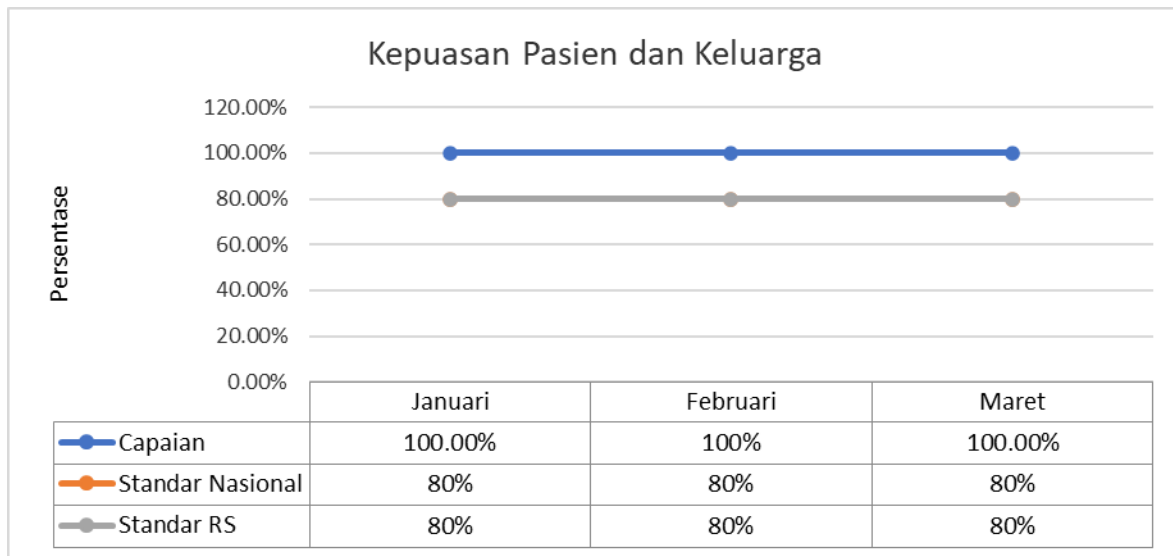 Kepuasan Pasien dan Keluarga
120.00%
100.00%
80.00%
60.00%
40.00%
20.00%
0.00%
Persentase
Januari Februari Maret
Capaian 100.00% 100% 100.00%
Standar Nasional 80% 80% 80%
Standar RS 80% 80% 80%